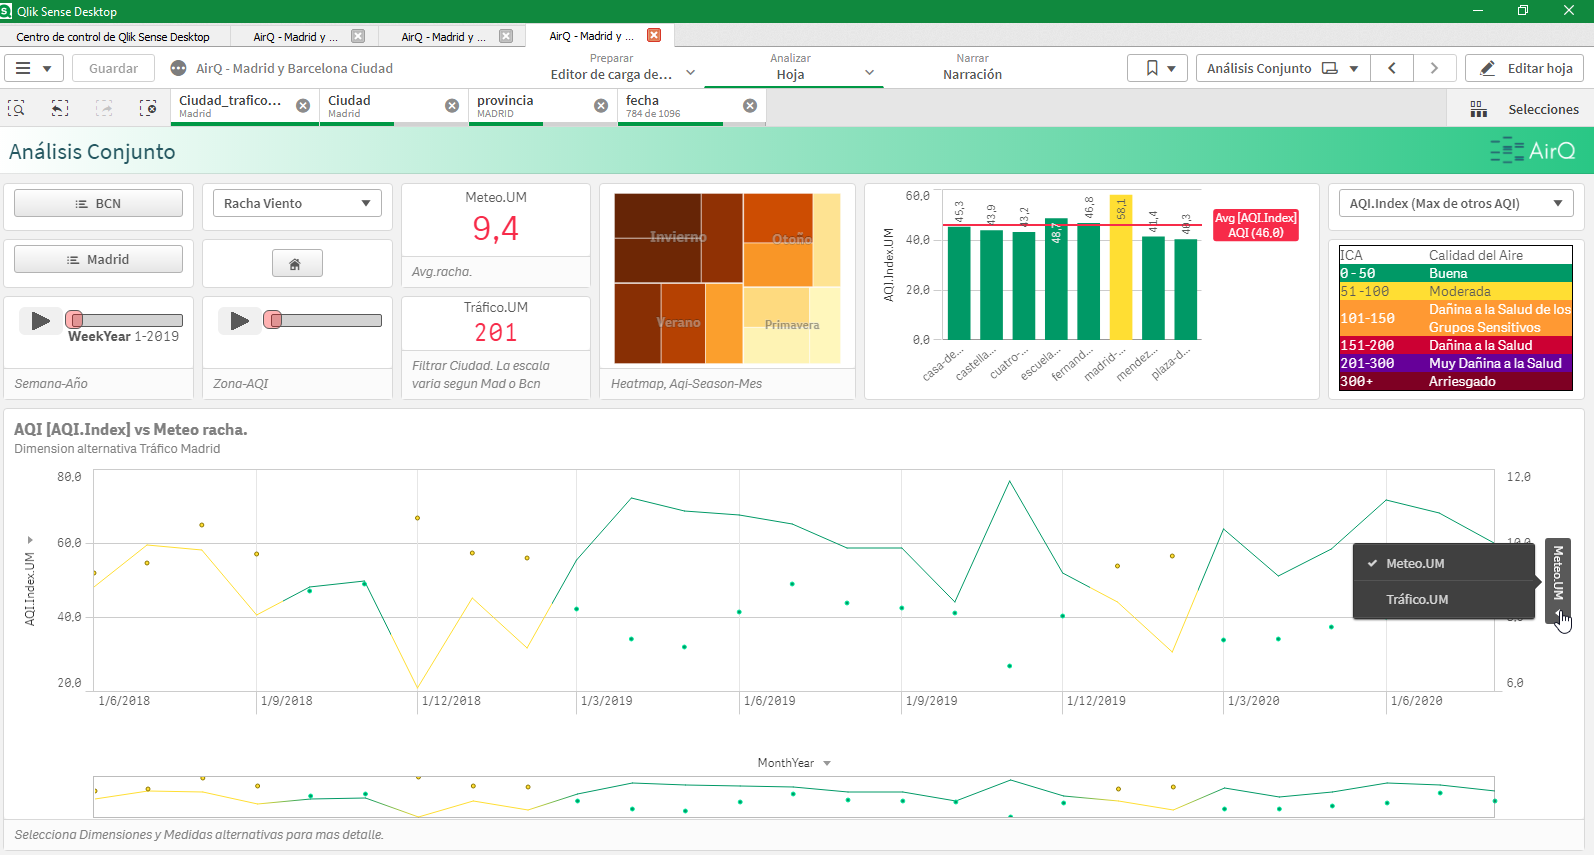 Qlik Sense Desktop
Centro de control de Qlik Sense Desktop
AirQ - Madrid y ...
AirQ - Madrid y ...
AirQ - Madrid y ...
Guardar
AirQ - Madrid y Barcelona Ciudad
Preparar
Editor de carga de...
Analizar
Hoja
Narrar
Narración
Análisis Conjunto
Editar hoja
Ciudad_trafico...
Madrid
Ciudad
Madrid
provincia
MADRID
fecha
784 de 1096
Selecciones
Análisis Conjunto
AirQ
BCN
Madrid
WeekYear 1-2019
Semana-Año
Racha Viento
Zona-AQI
Meteo.UM
9,4
Avg.racha.
Tráfico.UM
201
Filtrar Ciudad. La escala
varia segun Mad o Bcn
Invierno
Otoño
Verano
Primavera
Heatmap, Aqi-Season-Mes
AQI.Index.UM
60,0
40,0
20,0
0,0
45,3
43,9
43,2
48,7
46,8
58,1
41,4
40,3
casa-de...
castella...
cuatro-...
escuela...
fernand...
madrid-...
mendez...
plaza-d...
Avg [AQI.Index]
AQI (46,0)
AQI.Index (Max de otros AQI)
ICA Calidad del Aire
0-50 Buena
51-100 Moderada
101-150 Dañina a la Salud de los
Grupos Sensitivos
151-200 Dañina a la Salud
201-300 Muy Dañina a la Salud
300+ Arriesgado
AQI [AQI.Index] vs Meteo racha.
Dimension alternativa Tráfico Madrid
AQI.Index.UM
80,0
60,0
40,0
20,0
12,0
10,0
8,0
6,0
Meteo.UM
Tráfico.UM
Meteo.UM
1/6/2018
1/9/2018
1/12/2018
1/3/2019
1/6/2019
1/9/2019
1/12/2019
1/3/2020
1/6/2020
MonthYear
Selecciona Dimensiones y Medidas alternativas para mas detalle.